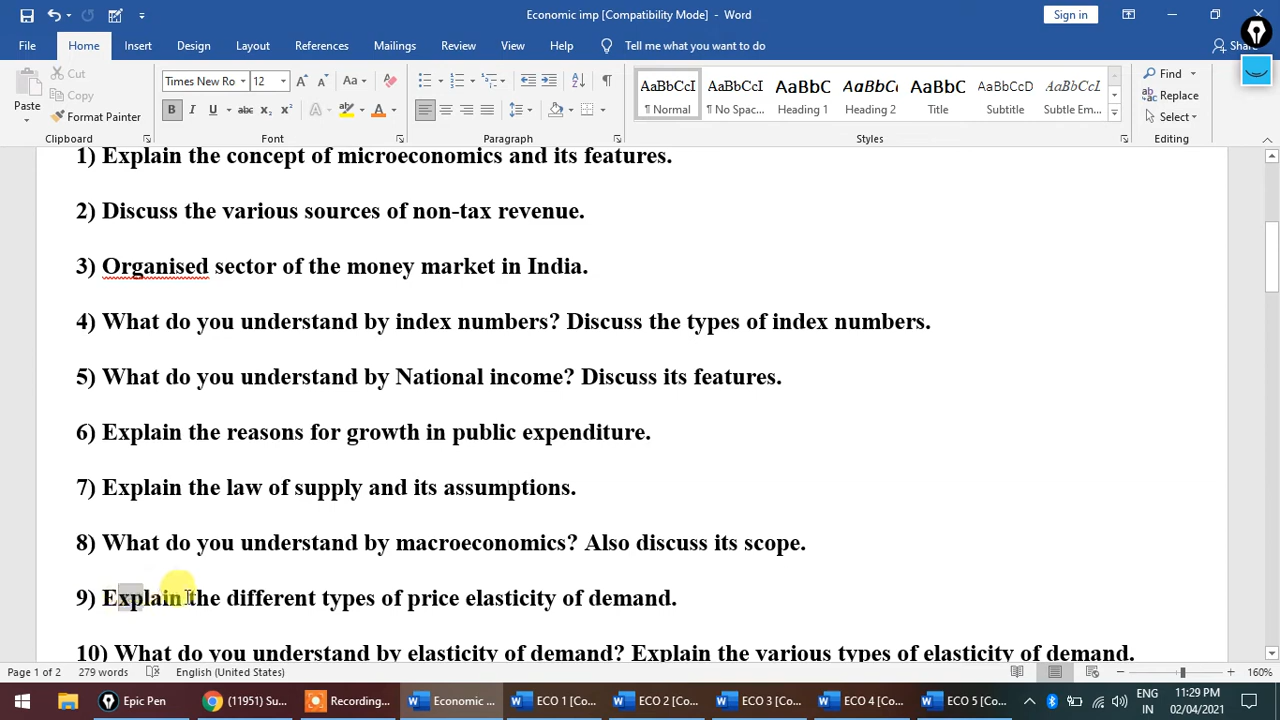 Economic imp [Compatibility Mode] - Word
Sign in
File Home Insert Design Layout References Mailings Review View Help Tell me what you want to do Share
Paste
Cut
Copy
Format Painter
Clipboard
Times New Ro 12
B I U abc x₂ x²
Font
Paragraph
AaBbCcI AaBbCcI AaBbC AaBbCc AaBbC AaBbCcD AaBbCcI
¶ Normal ¶ No Spac... Heading 1 Heading 2 Title Subtitle Subtle Em...
Styles
Find
Replace
Select
Editing
1) Explain the concept of microeconomics and its features.
2) Discuss the various sources of non-tax revenue.
3) Organised sector of the money market in India.
4) What do you understand by index numbers? Discuss the types of index numbers.
5) What do you understand by National income? Discuss its features.
6) Explain the reasons for growth in public expenditure.
7) Explain the law of supply and its assumptions.
8) What do you understand by macroeconomics? Also discuss its scope.
9) Explain the different types of price elasticity of demand.
10) What do you understand by elasticity of demand? Explain the various types of elasticity of demand.
Page 1 of 2 279 words English (United States) 160%
Epic Pen (11951) Su... Recording... Economic ... ECO 1 [Co... ECO 2 [Co... ECO 3 [Co... ECO 4 [Co... ECO 5 [Co...
ENG 11:29 PM
IN 02/04/2021